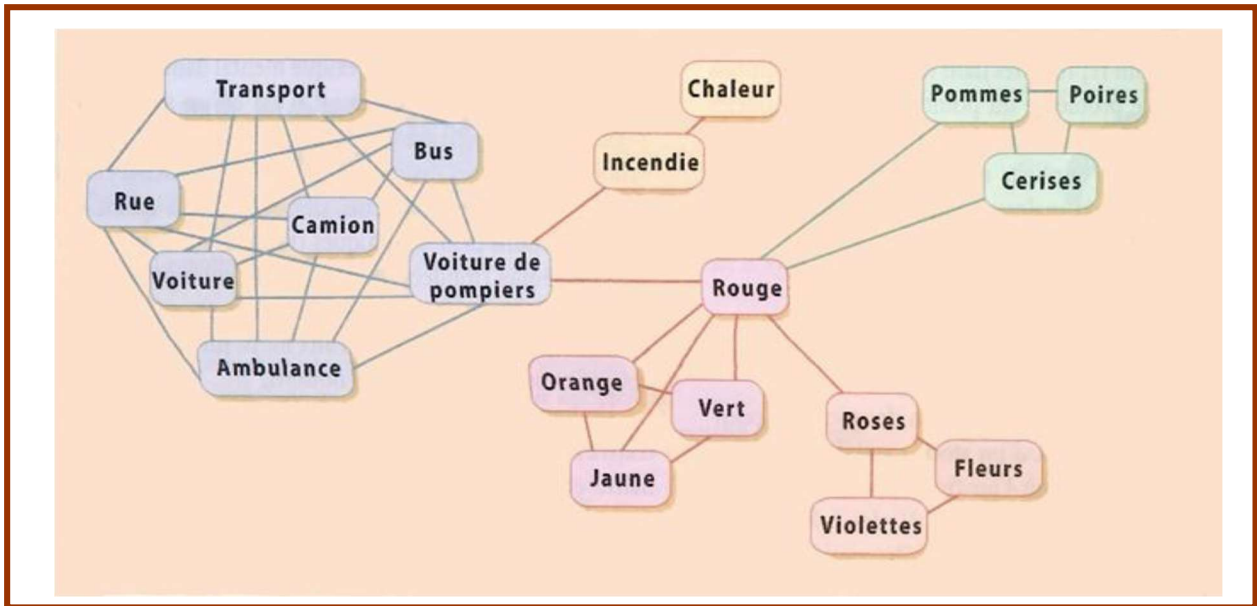 Transport
Chaleur
Pommes
Poires
Bus
Incendie
Cerises
Rue
Camion
Voiture
Voiture de
pompiers
Rouge
Ambulance
Orange
Vert
Roses
Jaune
Fleurs
Violettes